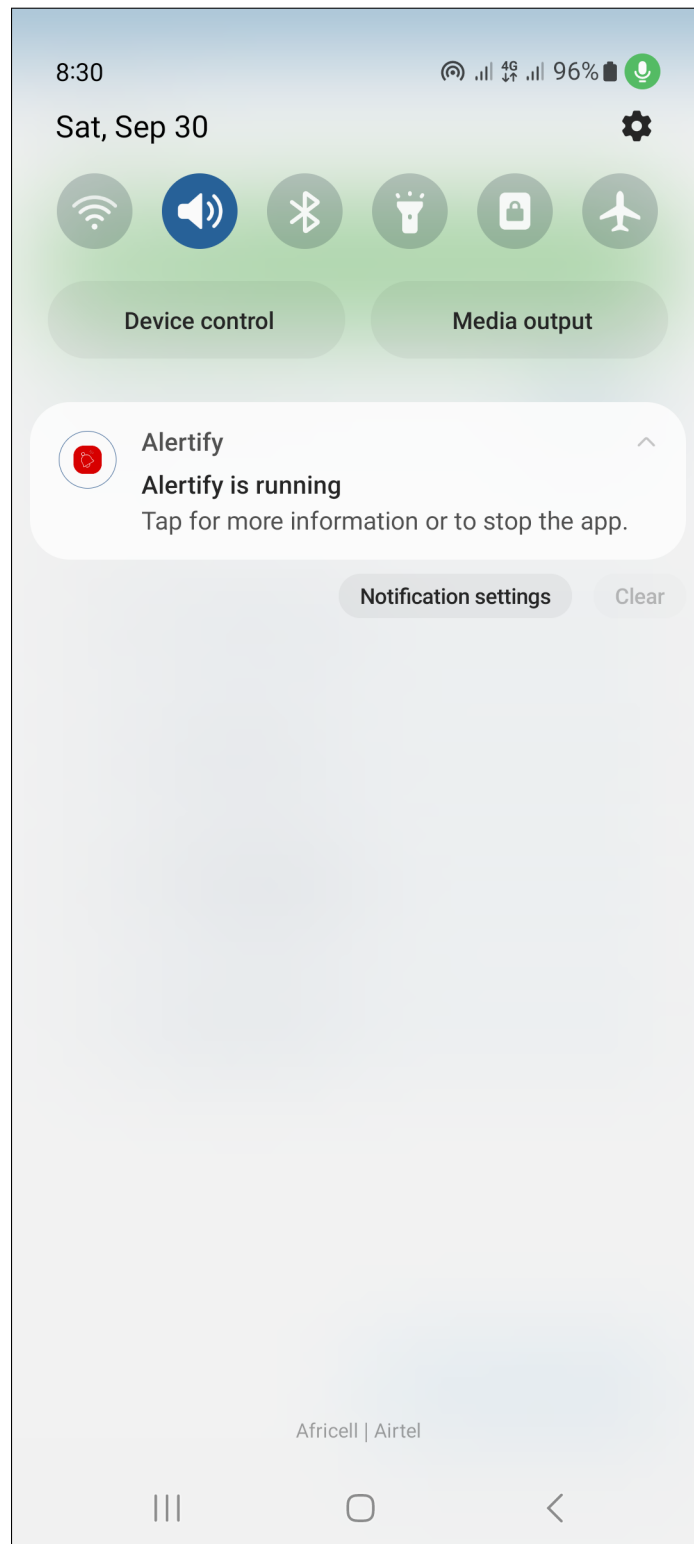 8:30
4G
96%
Sat, Sep 30
Device control
Media output
Alertify
Alertify is running
Tap for more information or to stop the app.
Notification settings
Clear
Africell | Airtel